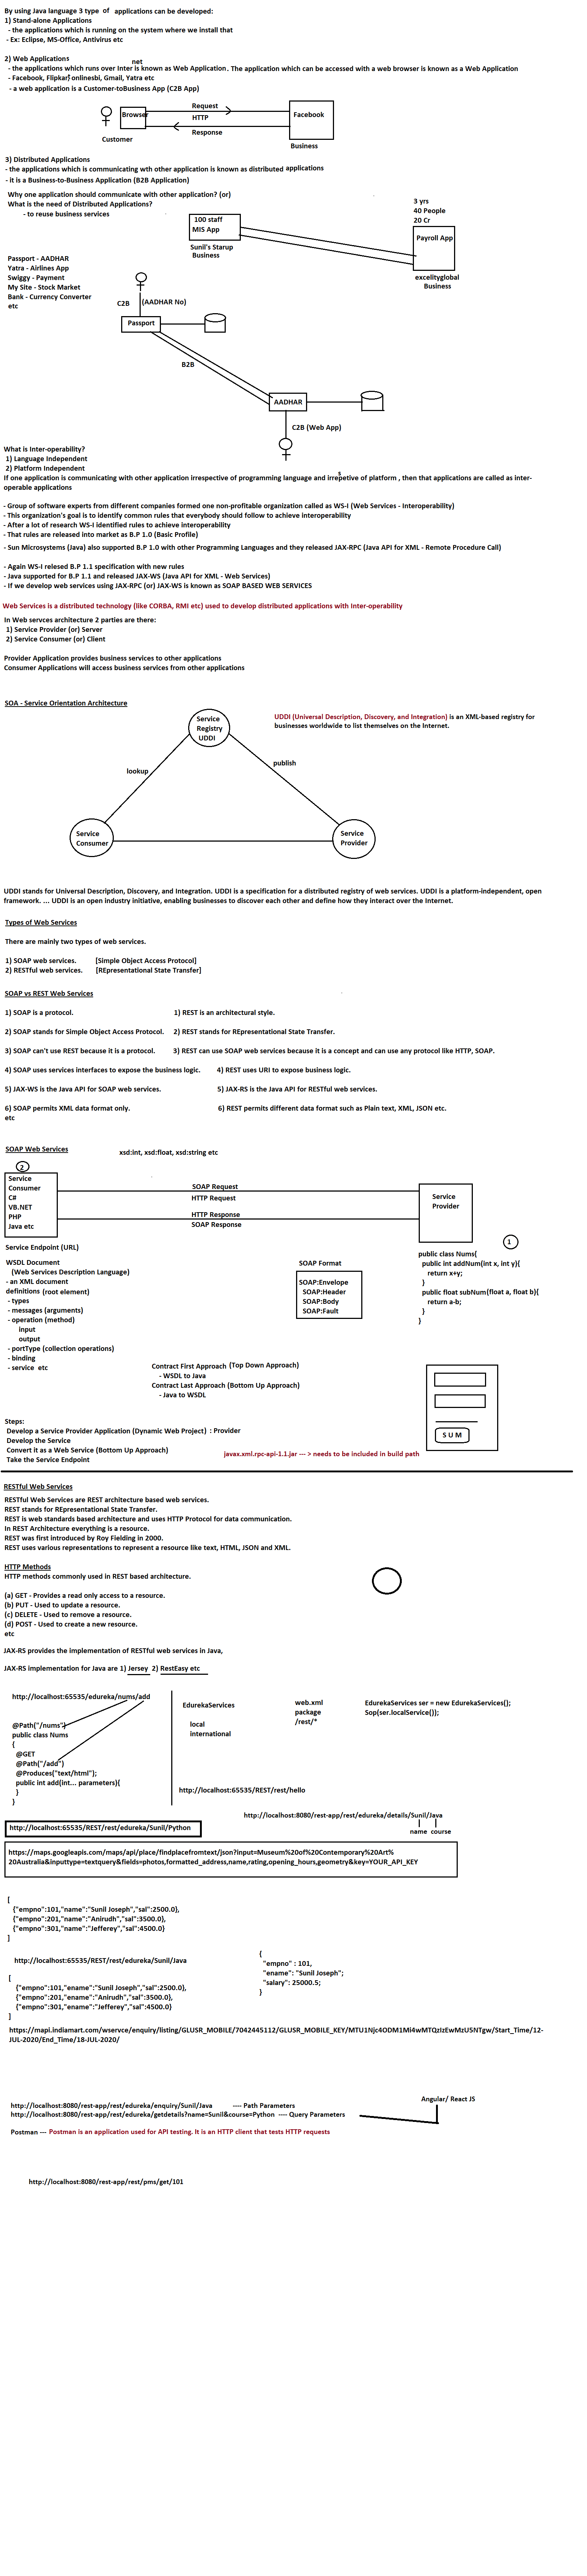 By using Java language 3 type of applications can be developed:
1) Stand-alone Applications
- the applications which is running on the system where we install that
- Ex: Eclipse, MS-Office, Antivirus etc
2) Web Applications
- the applications which runs over Internet is known as Web Application. The application which can be accessed with a web browser is known as a Web Application
- Facebook, Flipkart, onlinesbi, Gmail, Yatra etc
- a web application is a Customer-toBusiness App (C2B App)
Request
Browser
HTTP
Facebook
Response
Customer
Business
3) Distributed Applications
- the applications which is communicating wth other application is known as distributed applications
- it is a Business-to-Business Application (B2B Application)
Why one application should communicate with other application? (or)
What is the need of Distributed Applications?
- to reuse business services
3 yrs
40 People
20 Cr
100 staff
MIS App
Payroll App
Sunil's Starup
Business
excelityglobal
Business
Passport - AADHAR
Yatra - Airlines App
Swiggy - Payment
My Site - Stock Market
Bank - Currency Converter
etc
C2B
(AADHAR No)
Passport
B2B
AADHAR
C2B (Web App)
What is Inter-operability?
1) Language Independent
2) Platform Independent
If one application is communicating with other application irrespective of programming language and irrepsetive of platform , then that applications are called as inter-
operable applications
- Group of software experts from different companies formed one non-profitable organization called as WS-I (Web Services - Interoperability)
- This organization's goal is to identify common rules that everybody should follow to achieve interoperability
- After a lot of research WS-I identified rules to achieve interoperability
- That rules are released into market as B.P 1.0 (Basic Profile)
- Sun Microsystems (Java) also supported B.P 1.0 with other Programming Languages and they released JAX-RPC (Java API for XML - Remote Procedure Call)
- Again WS-I relesed B.P 1.1 specification with new rules
- Java supported for B.P 1.1 and released JAX-WS (Java API for XML - Web Services)
- If we develop web services using JAX-RPC (or) JAX-WS is known as SOAP BASED WEB SERVICES
Web Services is a distributed technology (like CORBA, RMI etc) used to develop distributed applications with Inter-operability
In Web servces architecture 2 parties are there:
1) Service Provider (or) Server
2) Service Consumer (or) Client
Provider Application provides business services to other applications
Consumer Applications will access business services from other applications
SOA - Service Orientation Architecture
Service
Registry
UDDI
UDDI (Universal Description, Discovery, and Integration) is an XML-based registry for
businesses worldwide to list themselves on the Internet.
lookup
publish
Service
Consumer
Service
Provider
UDDI stands for Universal Description, Discovery, and Integration. UDDI is a specification for a distributed registry of web services. UDDI is a platform-independent, open
framework. ... UDDI is an open industry initiative, enabling businesses to discover each other and define how they interact over the Internet.
Types of Web Services
There are mainly two types of web services.
1) SOAP web services. [Simple Object Access Protocol]
2) RESTful web services. [REpresentational State Transfer]
SOAP vs REST Web Services
1) SOAP is a protocol. 1) REST is an architectural style.
2) SOAP stands for Simple Object Access Protocol. 2) REST stands for REpresentational State Transfer.
3) SOAP can't use REST because it is a protocol. 3) REST can use SOAP web services because it is a concept and can use any protocol like HTTP, SOAP.
4) SOAP uses services interfaces to expose the business logic. 4) REST uses URI to expose business logic.
5) JAX-WS is the Java API for SOAP web services. 5) JAX-RS is the Java API for RESTful web services.
6) SOAP permits XML data format only. 6) REST permits different data format such as Plain text, XML, JSON etc.
etc
SOAP Web Services
xsd:int, xsd:float, xsd:string etc
2
Service
Consumer
C#
VB.NET
PHP
Java etc
SOAP Request
HTTP Request
HTTP Response
SOAP Response
Service
Provider
1
Service Endpoint (URL)
public class Nums{
public int addNum(int x, int y){
return x+y;
}
public float subNum(float a, float b){
return a-b;
}
}
WSDL Document
(Web Services Description Language)
- an XML document
definitions (root element)
- types
- messages (arguments)
- operation (method)
input
output
- portType (collection operations)
- binding
- service etc
SOAP Format
SOAP:Envelope
SOAP:Header
SOAP:Body
SOAP:Fault
Contract First Approach (Top Down Approach)
- WSDL to Java
Contract Last Approach (Bottom Up Approach)
- Java to WSDL
S U M
Steps:
Develop a Service Provider Application (Dynamic Web Project) : Provider
Develop the Service
Convert it as a Web Service (Bottom Up Approach)
Take the Service Endpoint
javax.xml.rpc-api-1.1.jar --- > needs to be included in build path
RESTful Web Services
RESTful Web Services are REST architecture based web services.
REST stands for REpresentational State Transfer.
REST is web standards based architecture and uses HTTP Protocol for data communication.
In REST Architecture everything is a resource.
REST was first introduced by Roy Fielding in 2000.
REST uses various representations to represent a resource like text, HTML, JSON and XML.
HTTP Methods
HTTP methods commonly used in REST based architecture.
(a) GET - Provides a read only access to a resource.
(b) PUT - Used to update a resource.
(c) DELETE - Used to remove a resource.
(d) POST - Used to create a new resource.
etc
JAX-RS provides the implementation of RESTful web services in Java,
JAX-RS implementation for Java are 1) Jersey 2) RestEasy etc
http://localhost:65535/edureka/nums/add
@Path("/nums")
public class Nums
{
@GET
@Path("/add")
@Produces("text/html");
public int add(int... parameters){
}
}
EdurekaServices
local
international
web.xml
package
/rest/*
EdurekaServices ser = new EdurekaServices();
Sop(ser.localService());
http://localhost:65535/REST/rest/hello
http://localhost:8080/rest-app/rest/edureka/details/Sunil/Java
name course
http://localhost:65535/REST/rest/edureka/Sunil/Python
https://maps.googleapis.com/maps/api/place/findplacefromtext/json?input=Museum%20of%20Contemporary%20Art%
20Australia&inputtype=textquery&fields=photos,formatted_address,name,rating,opening_hours,geometry&key=YOUR_API_KEY
[
{"empno":101,"name":"Sunil Joseph","sal":2500.0},
{"empno":201,"name":"Anirudh","sal":3500.0},
{"empno":301,"name":"Jefferey","sal":4500.0}
]
http://localhost:65535/REST/rest/edureka/Sunil/Java
[
{"empno":101,"ename":"Sunil Joseph","sal":2500.0},
{"empno":201,"ename":"Anirudh","sal":3500.0},
{"empno":301,"ename":"Jefferey","sal":4500.0}
]
{
"empno" : 101,
"ename": "Sunil Joseph";
"salary": 25000.5;
}
https://mapi.indiamart.com/wservce/enquiry/listing/GLUSR_MOBILE/7042445112/GLUSR_MOBILE_KEY/MTU1Njc4ODM1Mi4wMTQzIzEwMzU5NTgw/Start_Time/12-
JUL-2020/End_Time/18-JUL-2020/
Angular/ React JS
http://localhost:8080/rest-app/rest/edureka/enquiry/Sunil/Java ---- Path Parameters
http://localhost:8080/rest-app/rest/edureka/getdetails?name=Sunil&course=Python ---- Query Parameters
Postman --- Postman is an application used for API testing. It is an HTTP client that tests HTTP requests
http://localhost:8080/rest-app/rest/pms/get/101